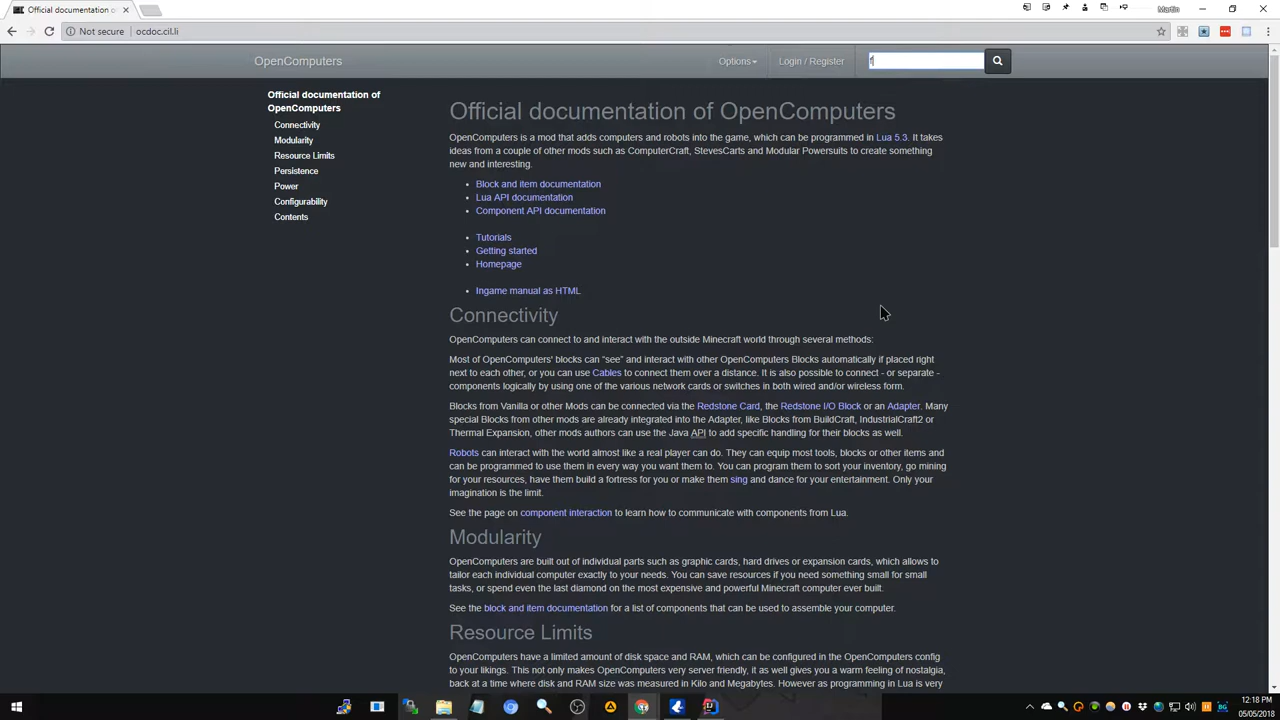 Official documentation o
Martin
Not secure
ocdoc.cil.li
OpenComputers
Options
Login / Register
Official documentation of
OpenComputers
Connectivity
Modularity
Resource Limits
Persistence
Power
Configurability
Contents
Official documentation of OpenComputers
OpenComputers is a mod that adds computers and robots into the game, which can be programmed in Lua 5.3. It takes
ideas from a couple of other mods such as ComputerCraft, StevesCarts and Modular Powersuits to create something
new and interesting.
• Block and item documentation
• Lua API documentation
• Component API documentation
• Tutorials
• Getting started
• Homepage
• Ingame manual as HTML
Connectivity
OpenComputers can connect to and interact with the outside Minecraft world through several methods:
Most of OpenComputers' blocks can “see” and interact with other OpenComputers Blocks automatically if placed right
next to each other, or you can use Cables to connect them over a distance. It is also possible to connect - or separate -
components logically by using one of the various network cards or switches in both wired and/or wireless form.
Blocks from Vanilla or other Mods can be connected via the Redstone Card, the Redstone I/O Block or an Adapter. Many
special Blocks from other mods are already integrated into the Adapter, like Blocks from BuildCraft, IndustrialCraft2 or
Thermal Expansion, other mods authors can use the Java API to add specific handling for their blocks as well.
Robots can interact with the world almost like a real player can do. They can equip most tools, blocks or other items and
can be programmed to use them in every way you want them to. You can program them to sort your inventory, go mining
for your resources, have them build a fortress for you or make them sing and dance for your entertainment. Only your
imagination is the limit.
See the page on component interaction to learn how to communicate with components from Lua.
Modularity
OpenComputers are built out of individual parts such as graphic cards, hard drives or expansion cards, which allows to
tailor each individual computer exactly to your needs. You can save resources if you need something small for small
tasks, or spend even the last diamond on the most expensive and powerful Minecraft computer ever built.
See the block and item documentation for a list of components that can be used to assemble your computer.
Resource Limits
OpenComputers have a limited amount of disk space and RAM, which can be configured in the OpenComputers config
to your likings. This not only makes OpenComputers very server friendly, it as well gives you a warm feeling of nostalgia,
back at a time where disk and RAM size was measured in Kilo and Megabytes. However as programming in Lua is very
12:18 PM
05/05/2018